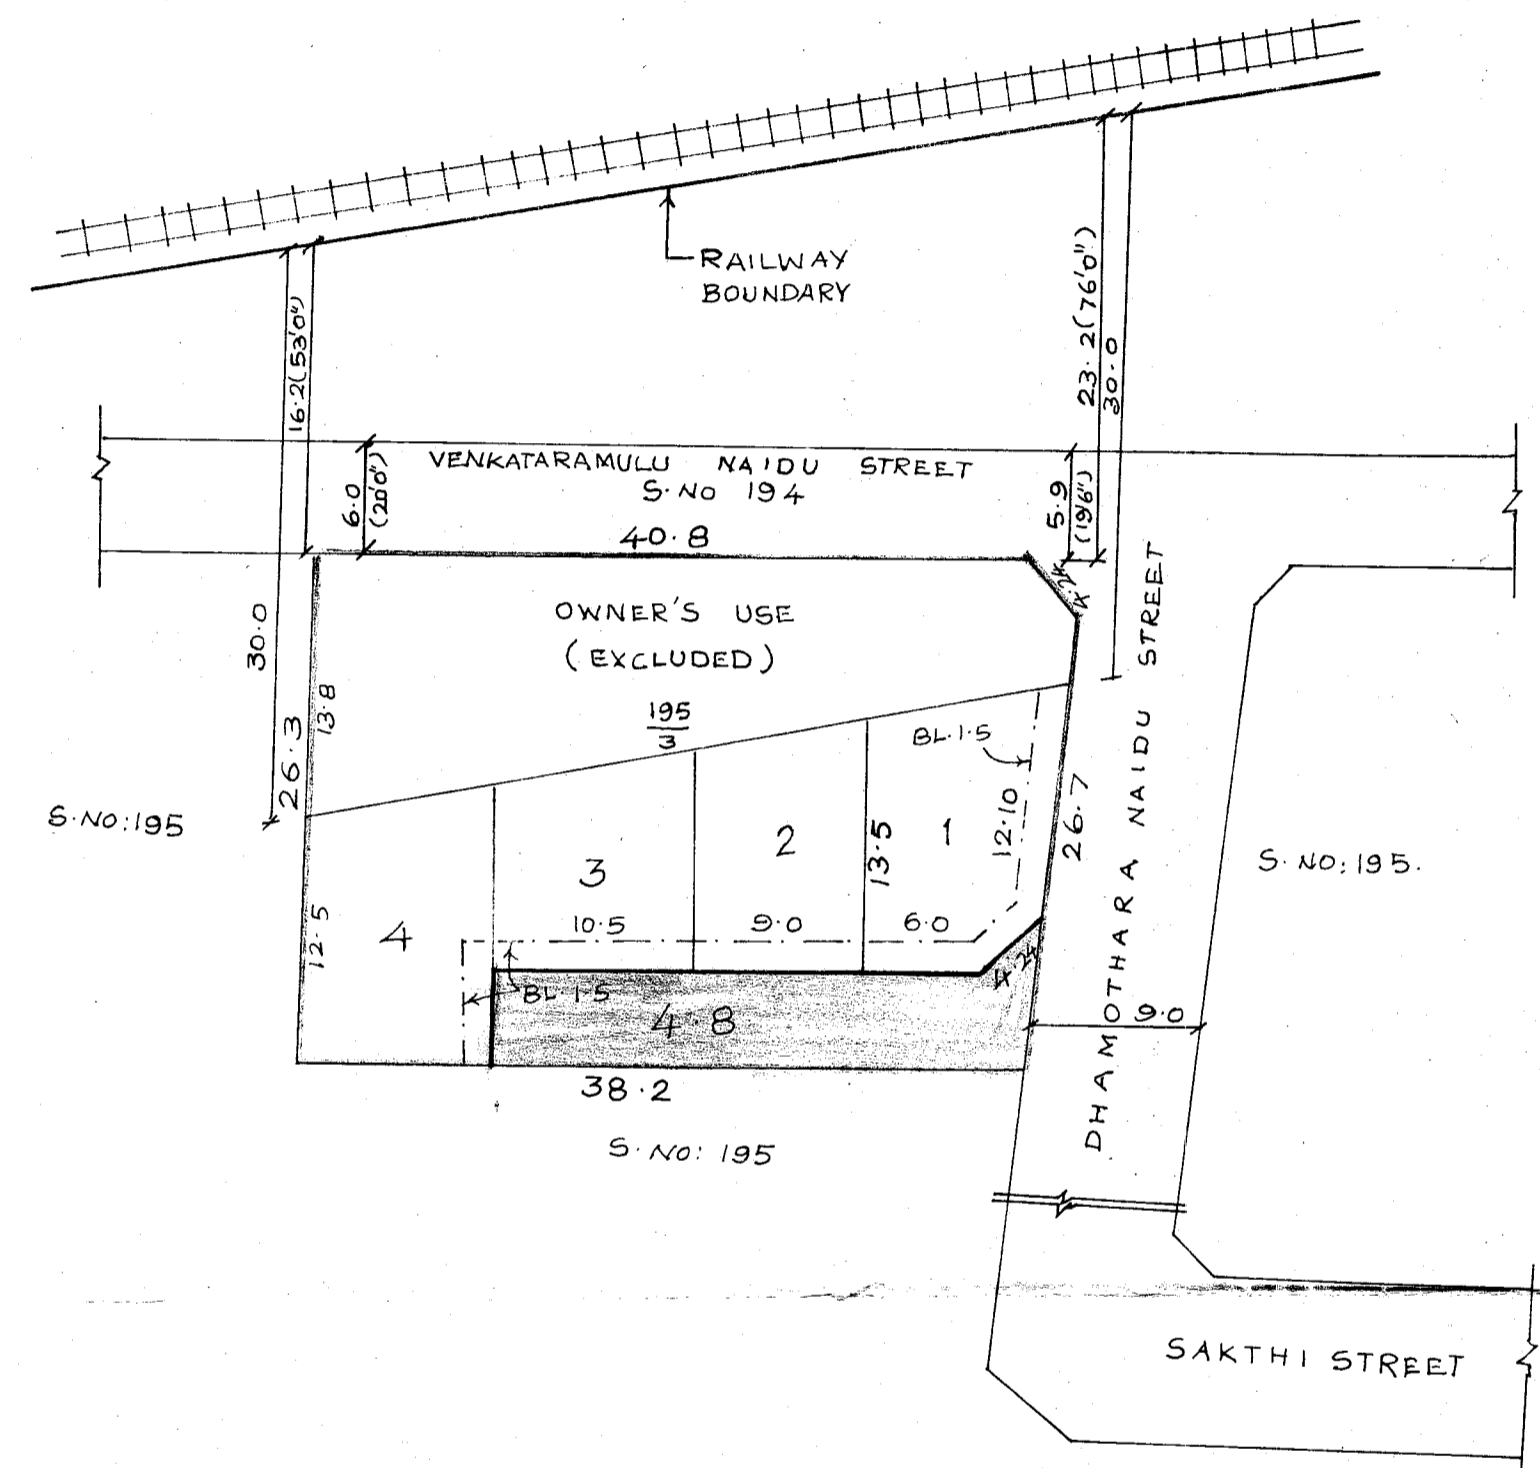 RAILWAY
BOUNDARY
16.2(53'0")
23.2(76'0")
30.0
VENKATARAMULU NAIDU STREET
S.NO 194
6.0
(20'0")
40.8
5.9
(19'6")
4.24
OWNER'S USE
(EXCLUDED)
195
3
30.0
26.3
13.8
BL.1.5
S.NO:195
12.5
4
3
10.5
2
9.0
13.5
1
6.0
12.10
26.7
S.NO:195.
DHAMOTHARA NAIDU STREET
BL 1.5
4.8
4.24
9.0
38.2
S.NO: 195
SAKTHI STREET